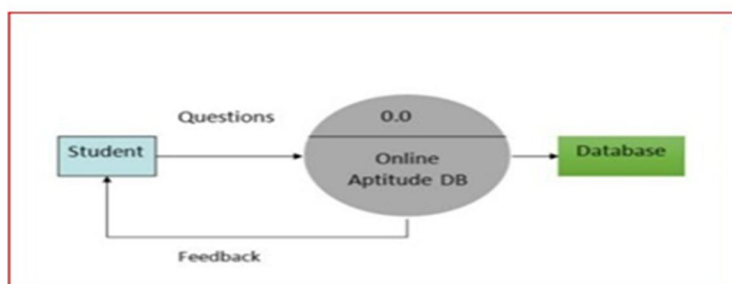 Questions
0.0
Student
Online
Aptitude DB
Database
Feedback